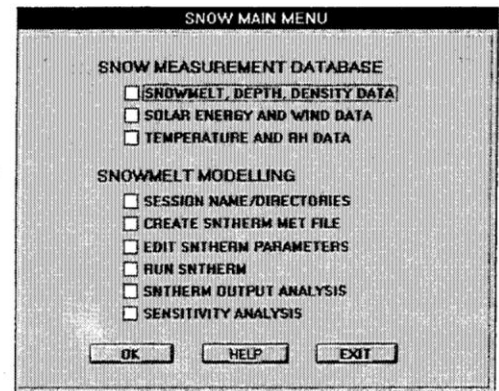 SNOW MAIN MENU
SNOW MEASUREMENT DATABASE
SNOWMELT, DEPTH, DENSITY DATA
SOLAR ENERGY AND WIND DATA
TEMPERATURE AND RH DATA
SNOWMELT MODELLING
SESSION NAME/DIRECTORIES
CREATE SNTHERM MET FILE
EDIT SNTHERM PARAMETERS
RUN SNTHERM
SNTHERM OUTPUT ANALYSIS
SENSITIVITY ANALYSIS
OK HELP EXIT